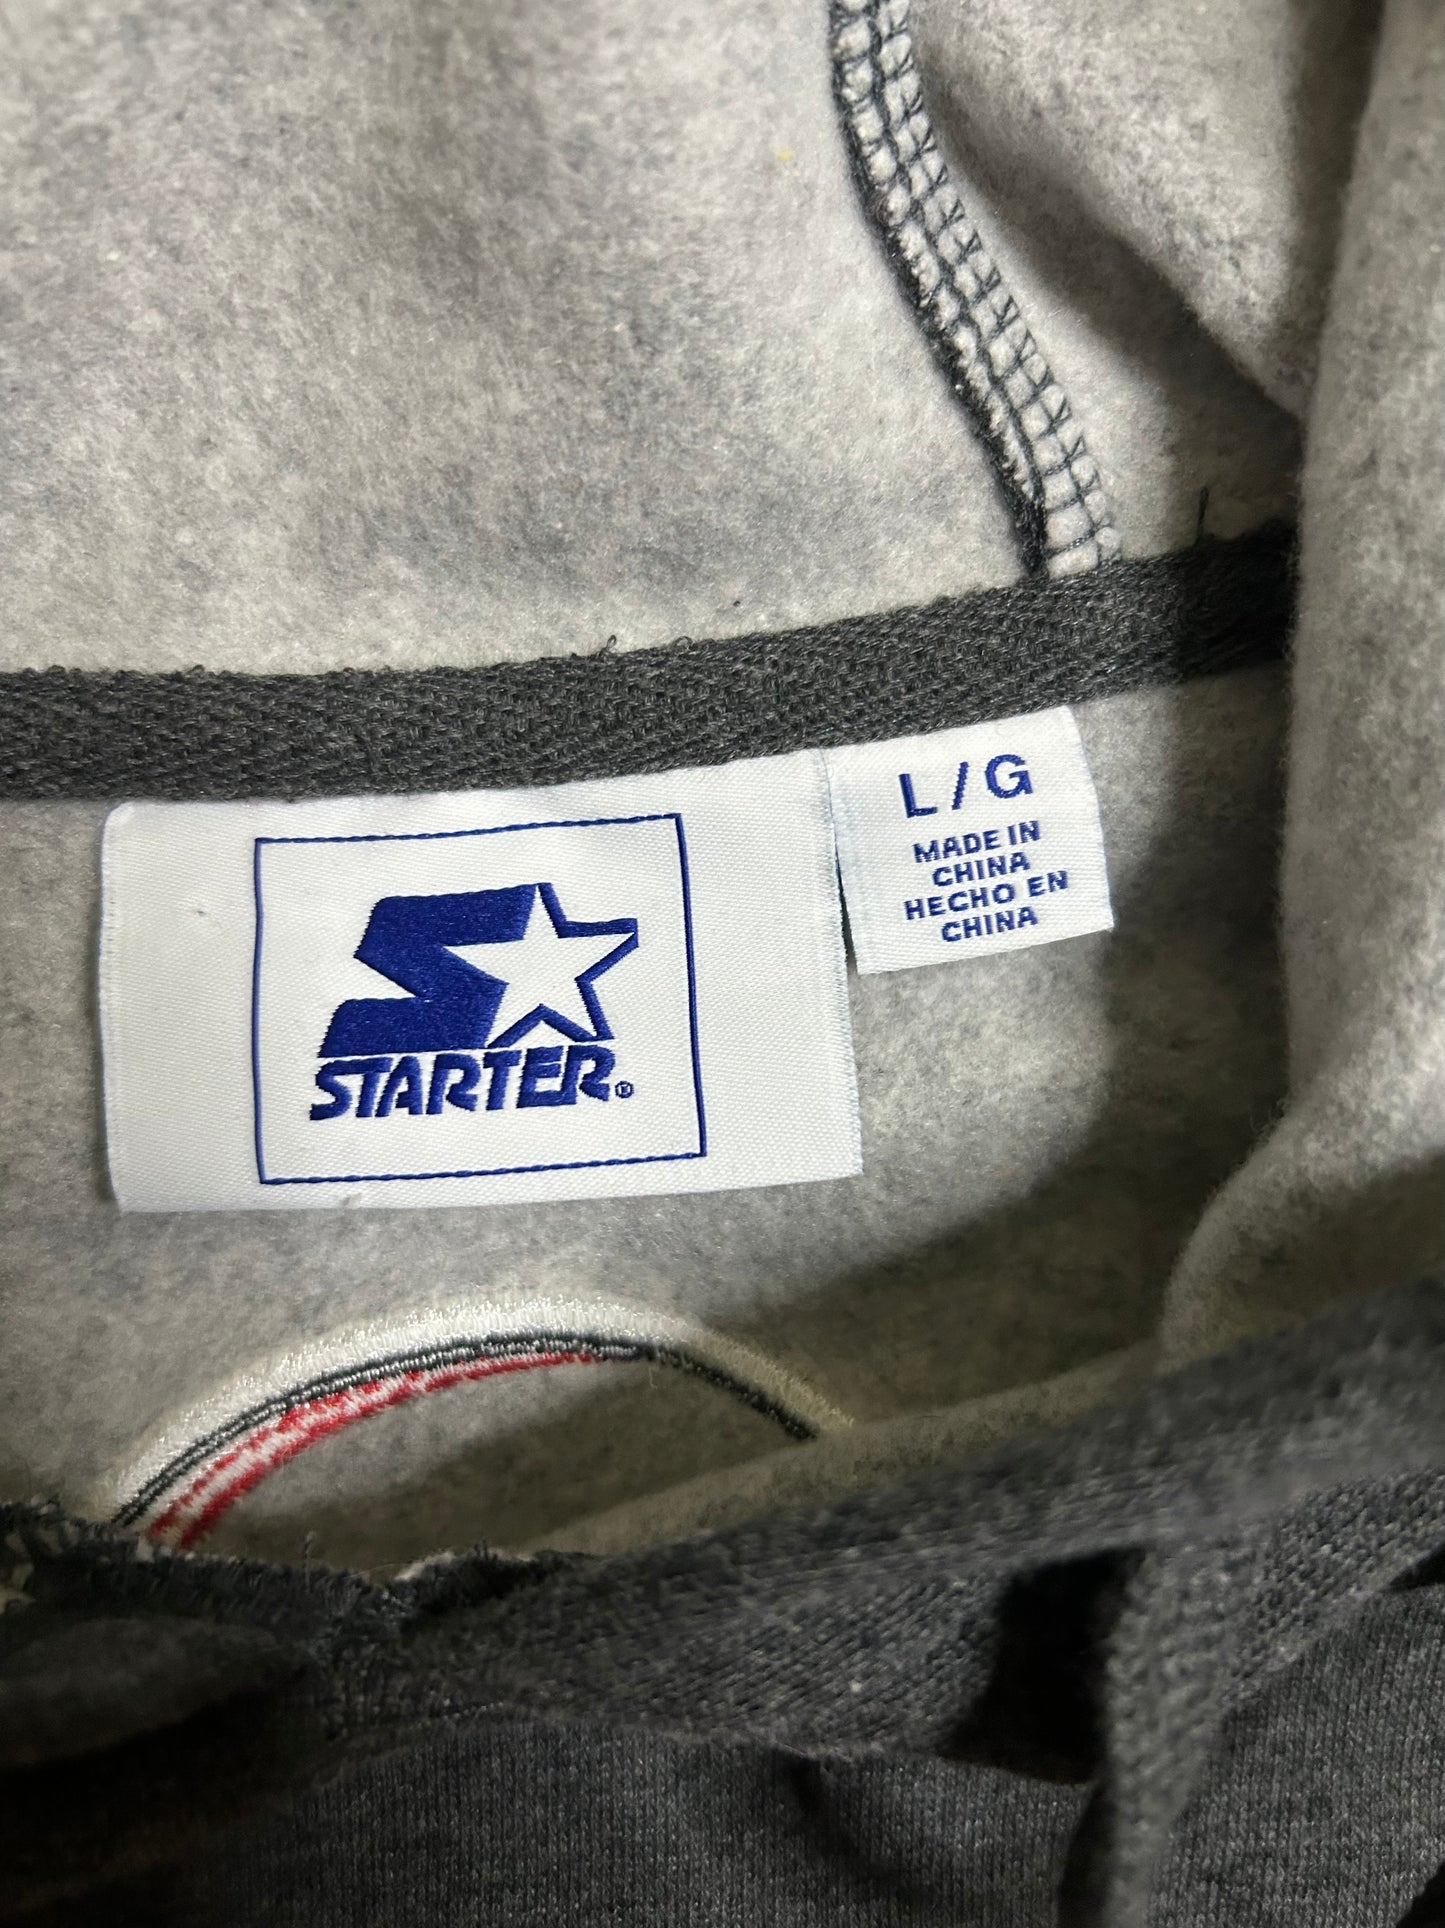 STARTER®
L/G
MADE IN
CHINA
HECHO EN
CHINA